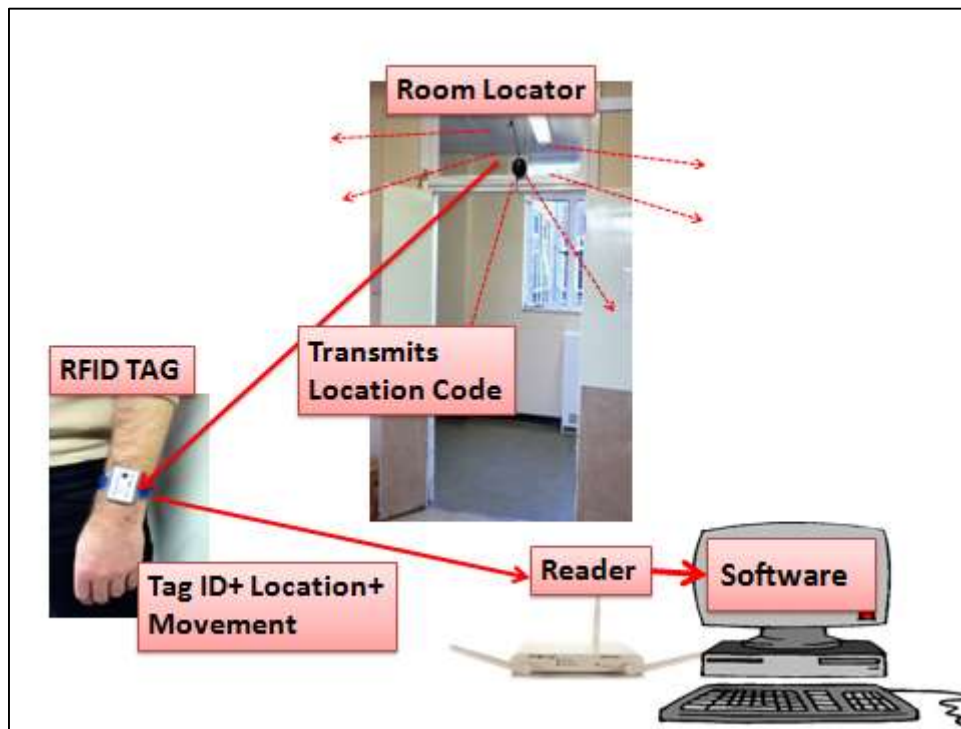 Room Locator
Transmits
Location Code
RFID TAG
Tag ID+ Location+
Movement
Reader
Software